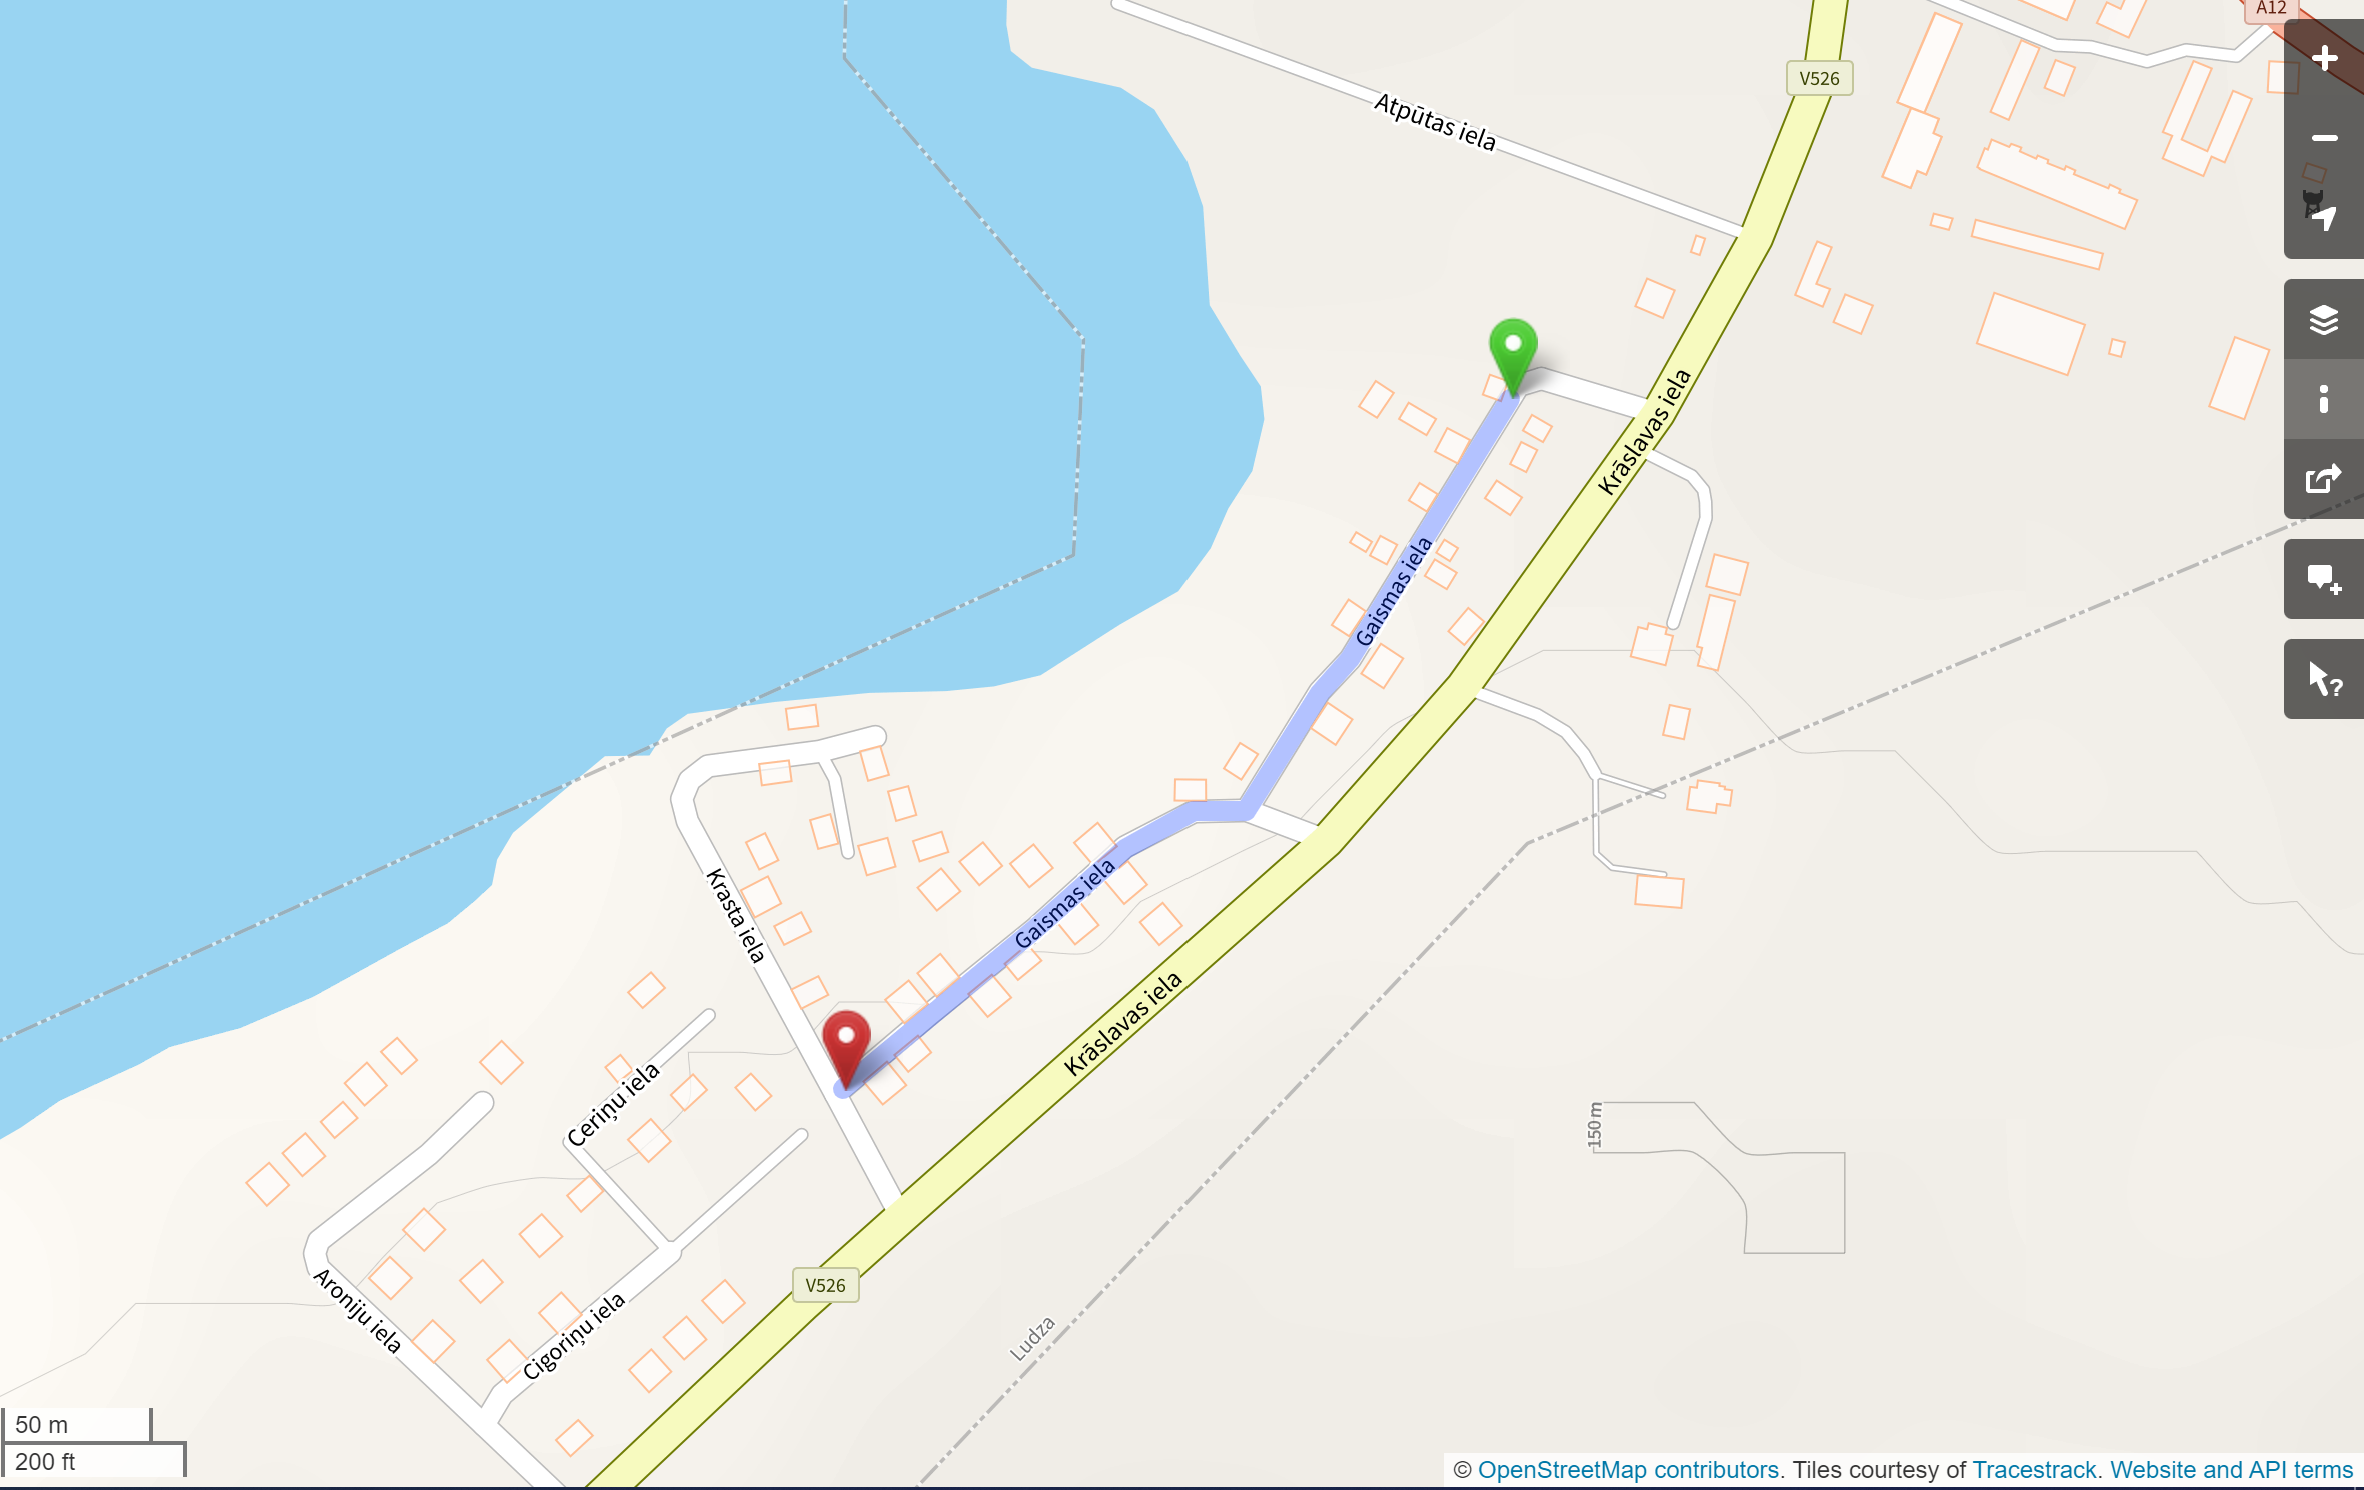 A12
V526
Atpūtas iela
Krāslavas iela
Gaismas iela
Gaismas iela
Krasta iela
Krāslavas iela
Ceriņu iela
150 m
V526
Aroniju iela
Cigoriņu iela
Ludza
50 m
200 ft
© OpenStreetMap contributors. Tiles courtesy of Tracestrack. Website and API terms